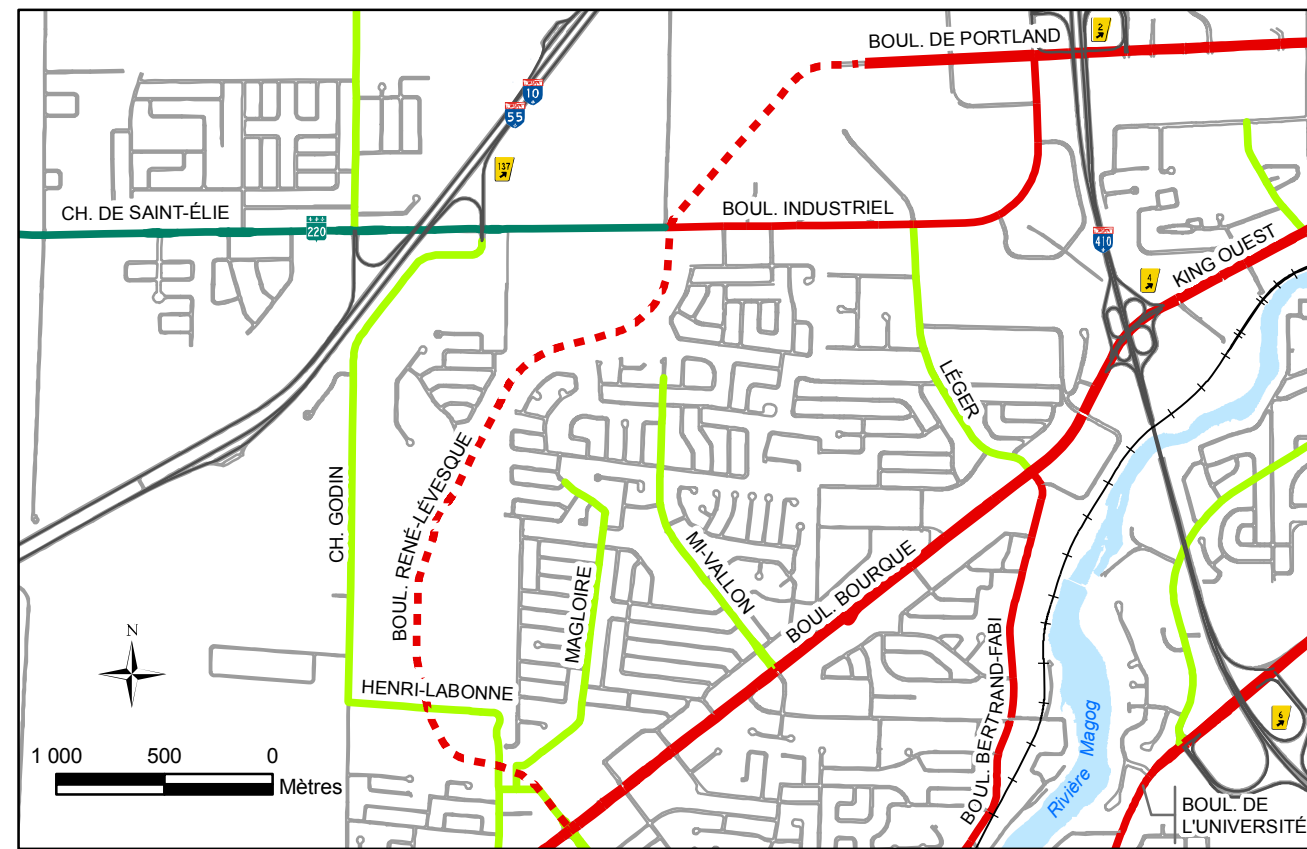 BOUL. DE PORTLAND
2
10
55
137
CH. DE SAINT-ÉLIE
220
BOUL. INDUSTRIEL
410
4
KING OUEST
LÉGER
CH. GODIN
BOUL. RENÉ-LÉVESQUE
MAGLOIRE
MI-VALLON
BOUL. BOURQUE
BOUL. BERTRAND-FABI
N
HENRI-LABONNE
Rivière Magog
6
1 000 500 0
Mètres
BOUL. DE
L'UNIVERSITÉ